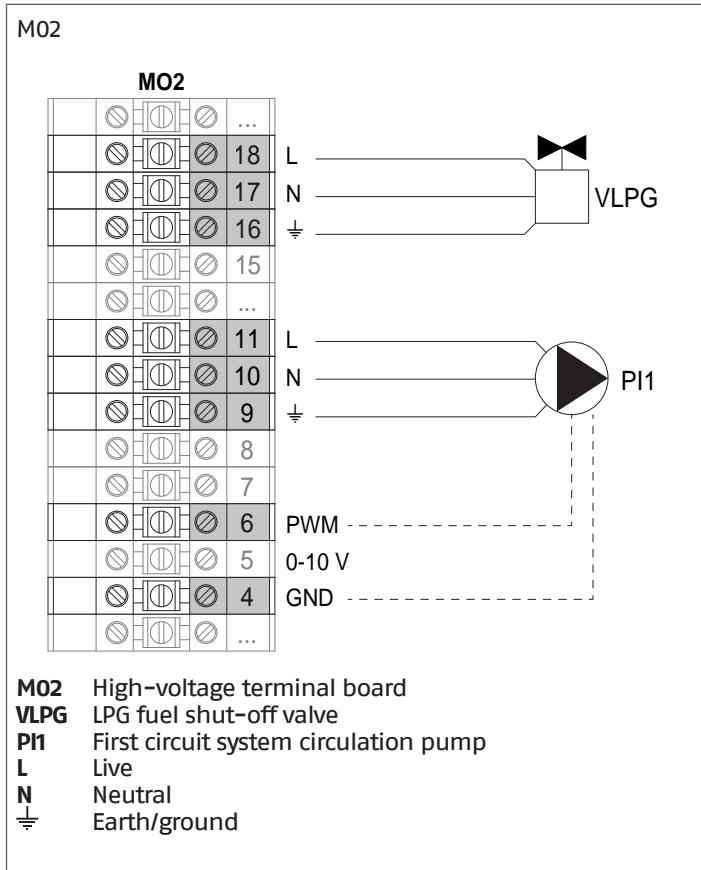 M02
MO2
...
18 L
17 N VLPG
16 ⏚
15
...
11 L
10 N PI1
9 ⏚
8
7
6 PWM
5 0-10 V
4 GND
...
M02 High-voltage terminal board
VLPG LPG fuel shut-off valve
PI1 First circuit system circulation pump
L Live
N Neutral
⏚ Earth/ground